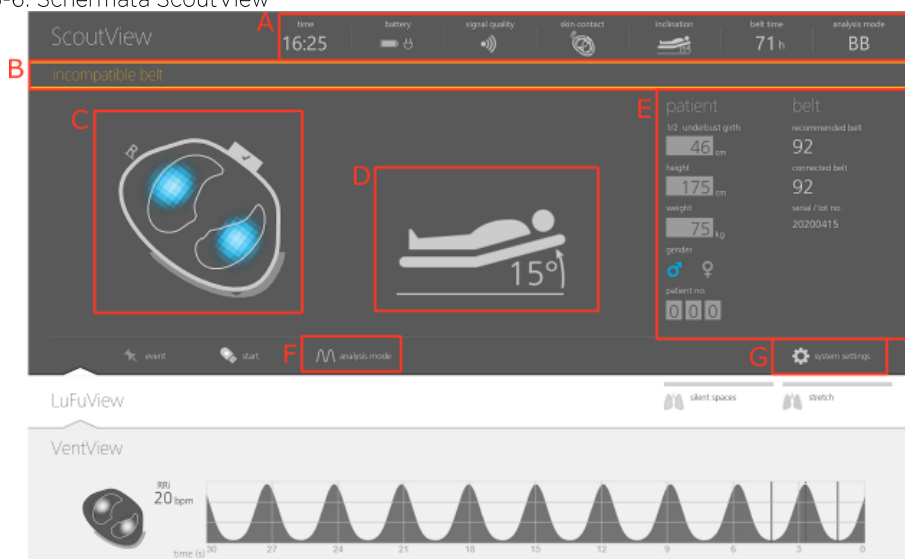 Schermata ScoutView
A
time battery signal quality skin contact inclination belt time analysis mode
ScoutView 16:25 71 h BB
B
incompatible belt
C
D
15°
E
patient belt
1/2 underbust girth recommended belt
46 cm 92
height connected belt
175 cm 92
weight serial / lot no.
75 kg 20200415
gender
♂ ♀
patient no.
0 0 0
event start F analysis mode G system settings
LuFuView silent spaces stretch
VentView
RRi
20 bpm
time (s) 30 27 24 21 18 15 12 9 6 3 0